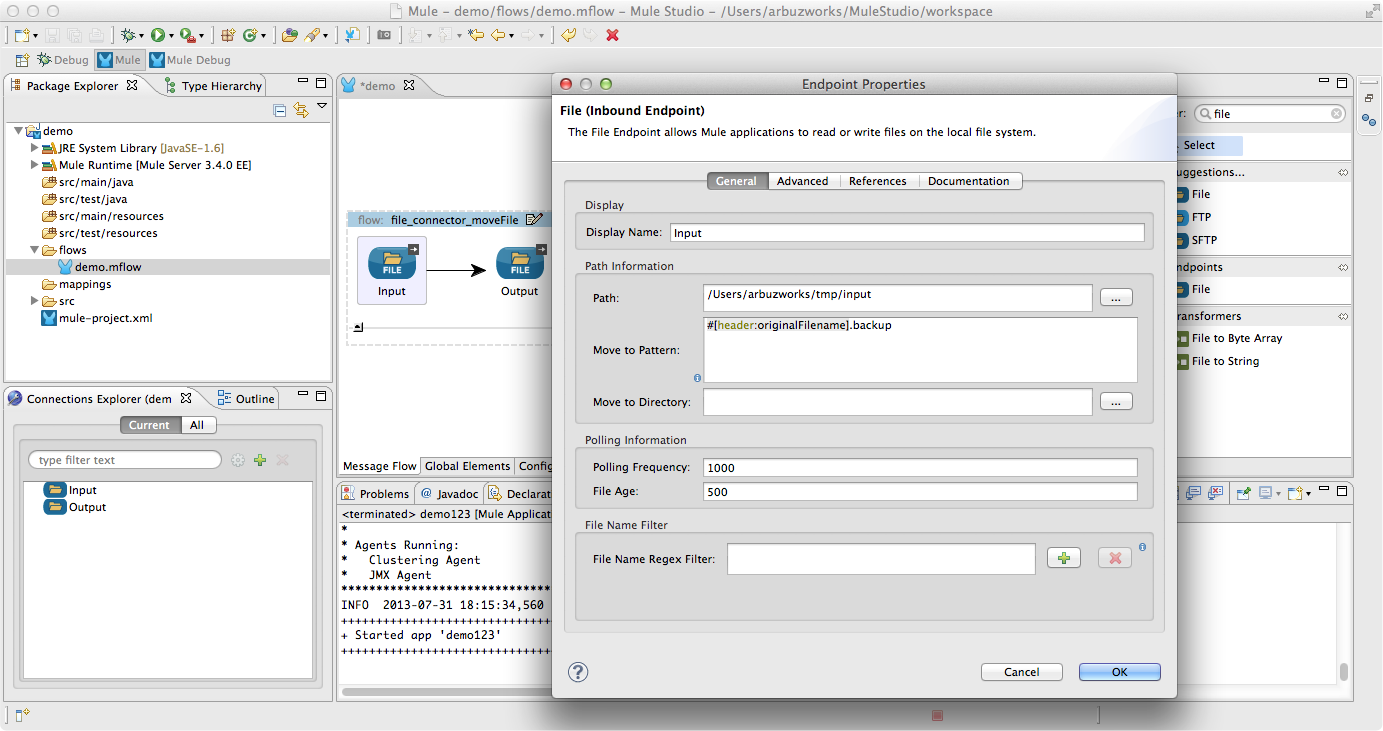 Mule – demo/flows/demo.mflow – Mule Studio – /Users/arbuzworks/MuleStudio/workspace
Debug Mule Mule Debug
Package Explorer Type Hierarchy
demo
JRE System Library [JavaSE-1.6]
Mule Runtime [Mule Server 3.4.0 EE]
src/main/java
src/test/java
src/main/resources
src/test/resources
flows
demo.mflow
mappings
src
mule-project.xml
Connections Explorer (dem Outline
Current All
type filter text
Input
Output
*demo
flow: file_connector_moveFile
FILE FILE
Input Output
Message Flow Global Elements Config
Problems @ Javadoc Declarat
<terminated> demo123 [Mule Applicat
*
* Agents Running:
* Clustering Agent
* JMX Agent
*******************************
INFO 2013-07-31 18:15:34,560
+++++++++++++++++++++++++++++++
+ Started app 'demo123'
+++++++++++++++++++++++++++++++
Endpoint Properties
File (Inbound Endpoint)
The File Endpoint allows Mule applications to read or write files on the local file system.
General Advanced References Documentation
Display
Display Name: Input
Path Information
Path: /Users/arbuzworks/tmp/input ...
Move to Pattern: #[header:originalFilename].backup
Move to Directory: ...
Polling Information
Polling Frequency: 1000
File Age: 500
File Name Filter
File Name Regex Filter:
? Cancel OK
r: file
Select
uggestions...
File
FTP
SFTP
ndpoints
File
ransformers
File to Byte Array
File to String